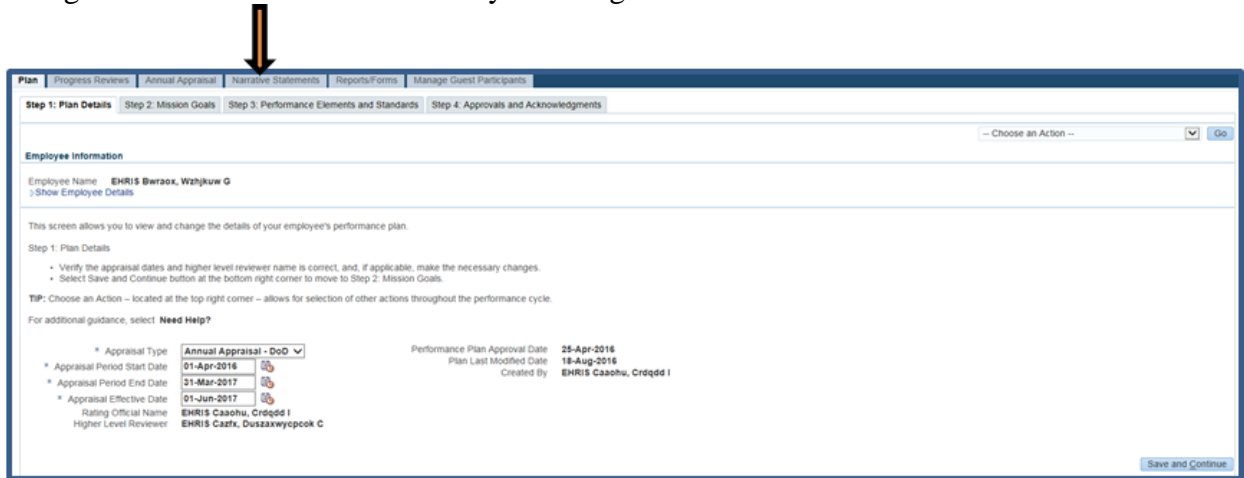 Plan Progress Reviews Annual Appraisal Narrative Statements Reports/Forms Manage Guest Participants
Step 1: Plan Details Step 2: Mission Goals Step 3: Performance Elements and Standards Step 4: Approvals and Acknowledgments
-- Choose an Action -- Go
Employee Information
Employee Name EHRIS Bwraox, Wzhjkuw G
Show Employee Details
This screen allows you to view and change the details of your employee's performance plan.
Step 1: Plan Details
• Verify the appraisal dates and higher level reviewer name is correct, and, if applicable, make the necessary changes.
• Select Save and Continue button at the bottom right corner to move to Step 2: Mission Goals.
TIP: Choose an Action – located at the top right corner – allows for selection of other actions throughout the performance cycle.
For additional guidance, select Need Help?
* Appraisal Type Annual Appraisal - DoD Performance Plan Approval Date 25-Apr-2016
* Appraisal Period Start Date 01-Apr-2016 Plan Last Modified Date 18-Aug-2016
* Appraisal Period End Date 31-Mar-2017 Created By EHRIS Caaohu, Crdqdd I
* Appraisal Effective Date 01-Jun-2017
Rating Official Name EHRIS Caaohu, Crdqdd I
Higher Level Reviewer EHRIS Cazfx, Duszaxwycpcok C
Save and Continue